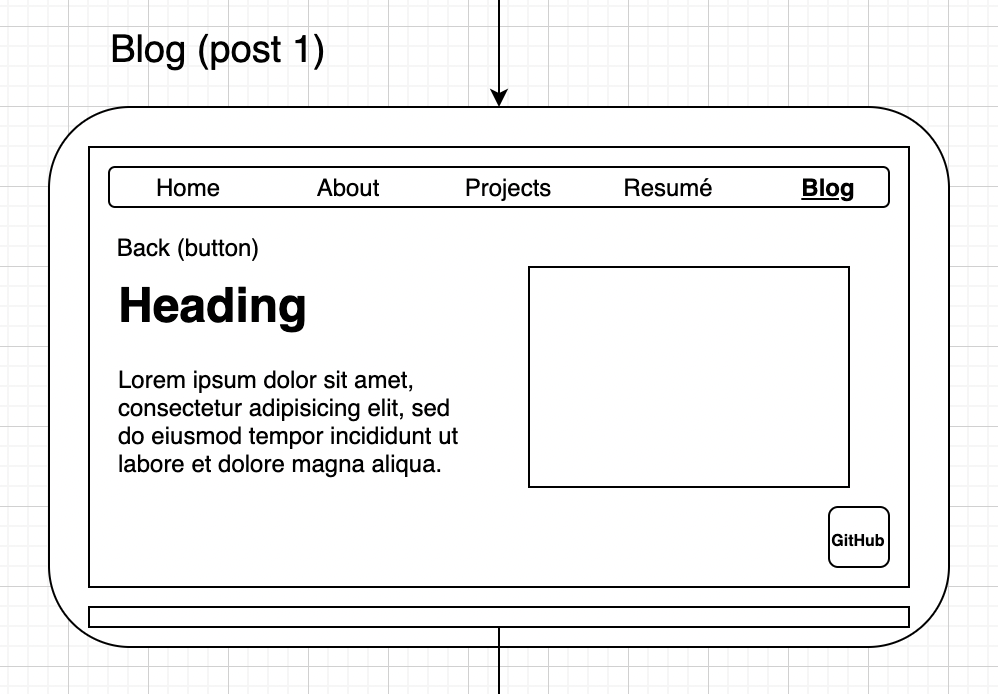 Blog (post 1)
Home About Projects Resumé Blog
Back (button)
Heading
Lorem ipsum dolor sit amet,
consectetur adipisicing elit, sed
do eiusmod tempor incididunt ut
labore et dolore magna aliqua.
GitHub